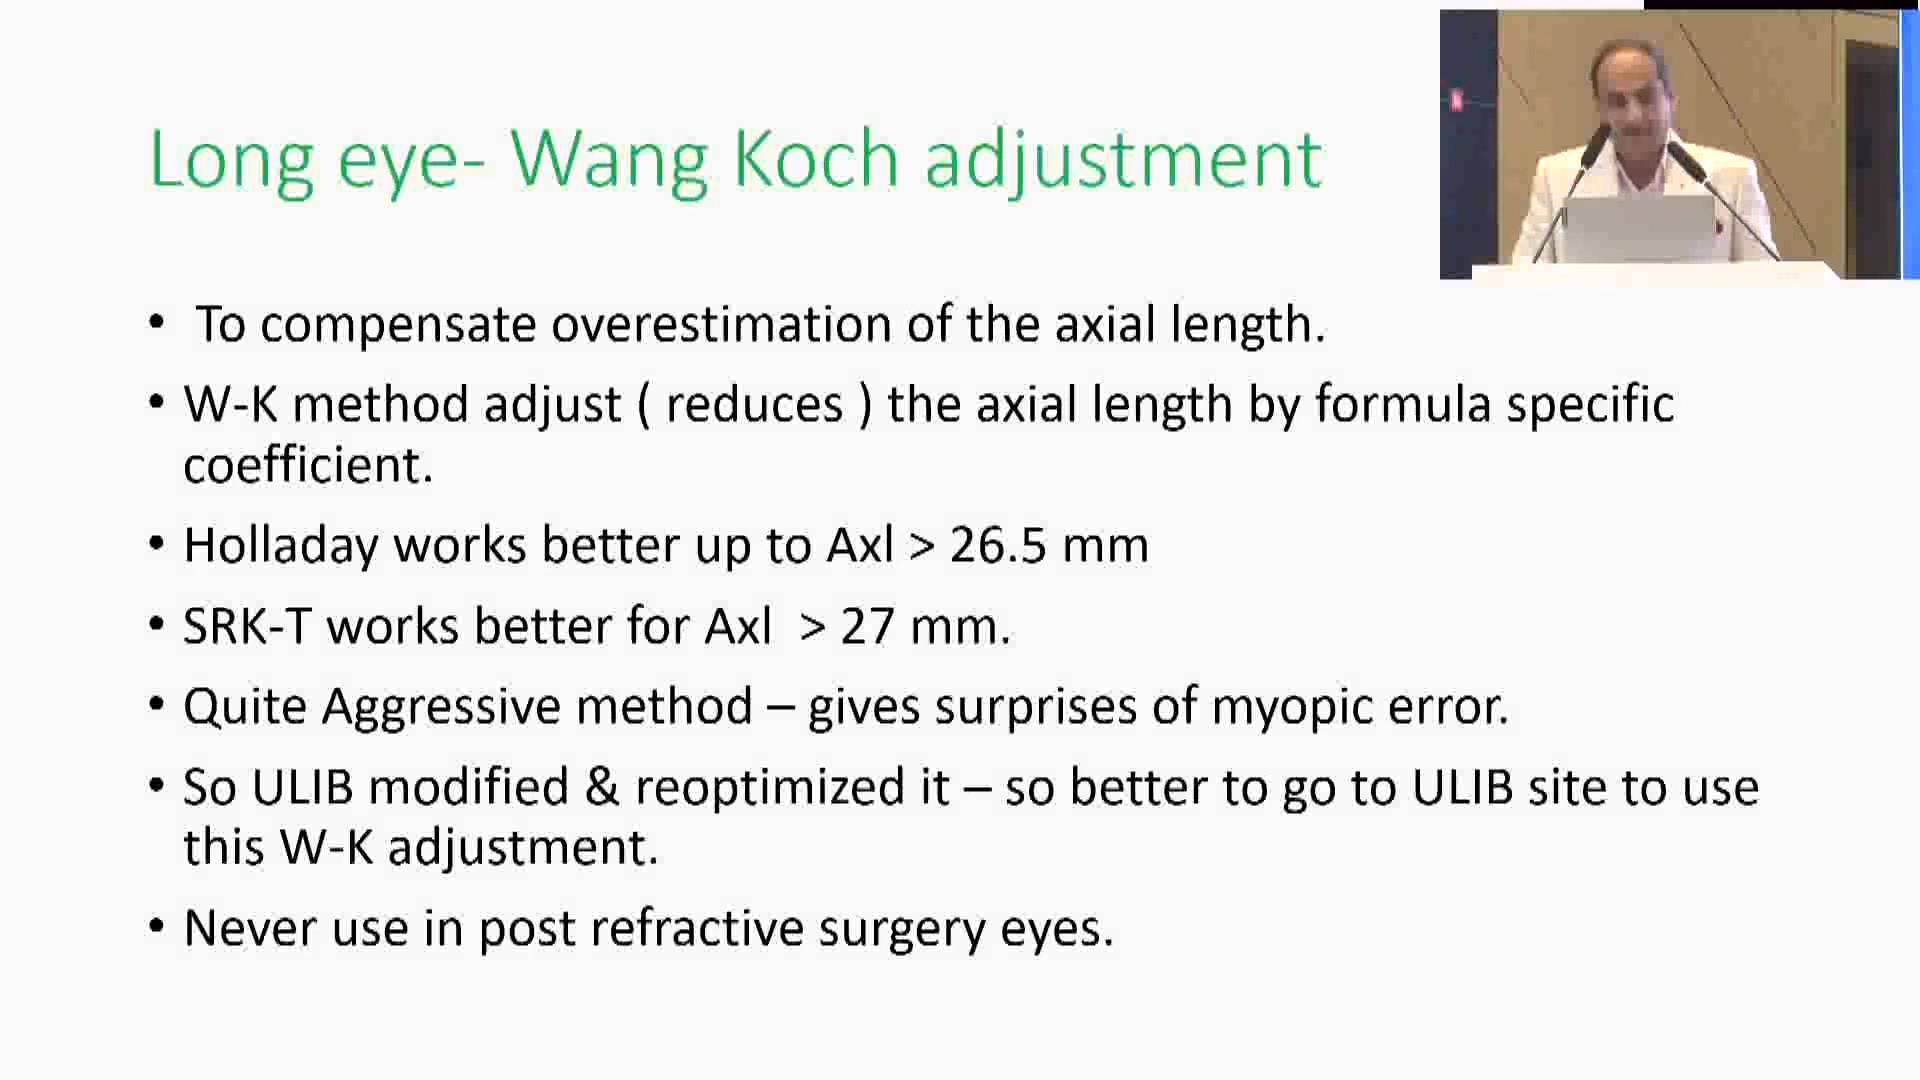 Long eye- Wang Koch adjustment
• To compensate overestimation of the axial length.
• W-K method adjust ( reduces ) the axial length by formula specific
coefficient.
• Holladay works better up to Axl > 26.5 mm
• SRK-T works better for Axl > 27 mm.
• Quite Aggressive method – gives surprises of myopic error.
• So ULIB modified & reoptimized it – so better to go to ULIB site to use
this W-K adjustment.
• Never use in post refractive surgery eyes.